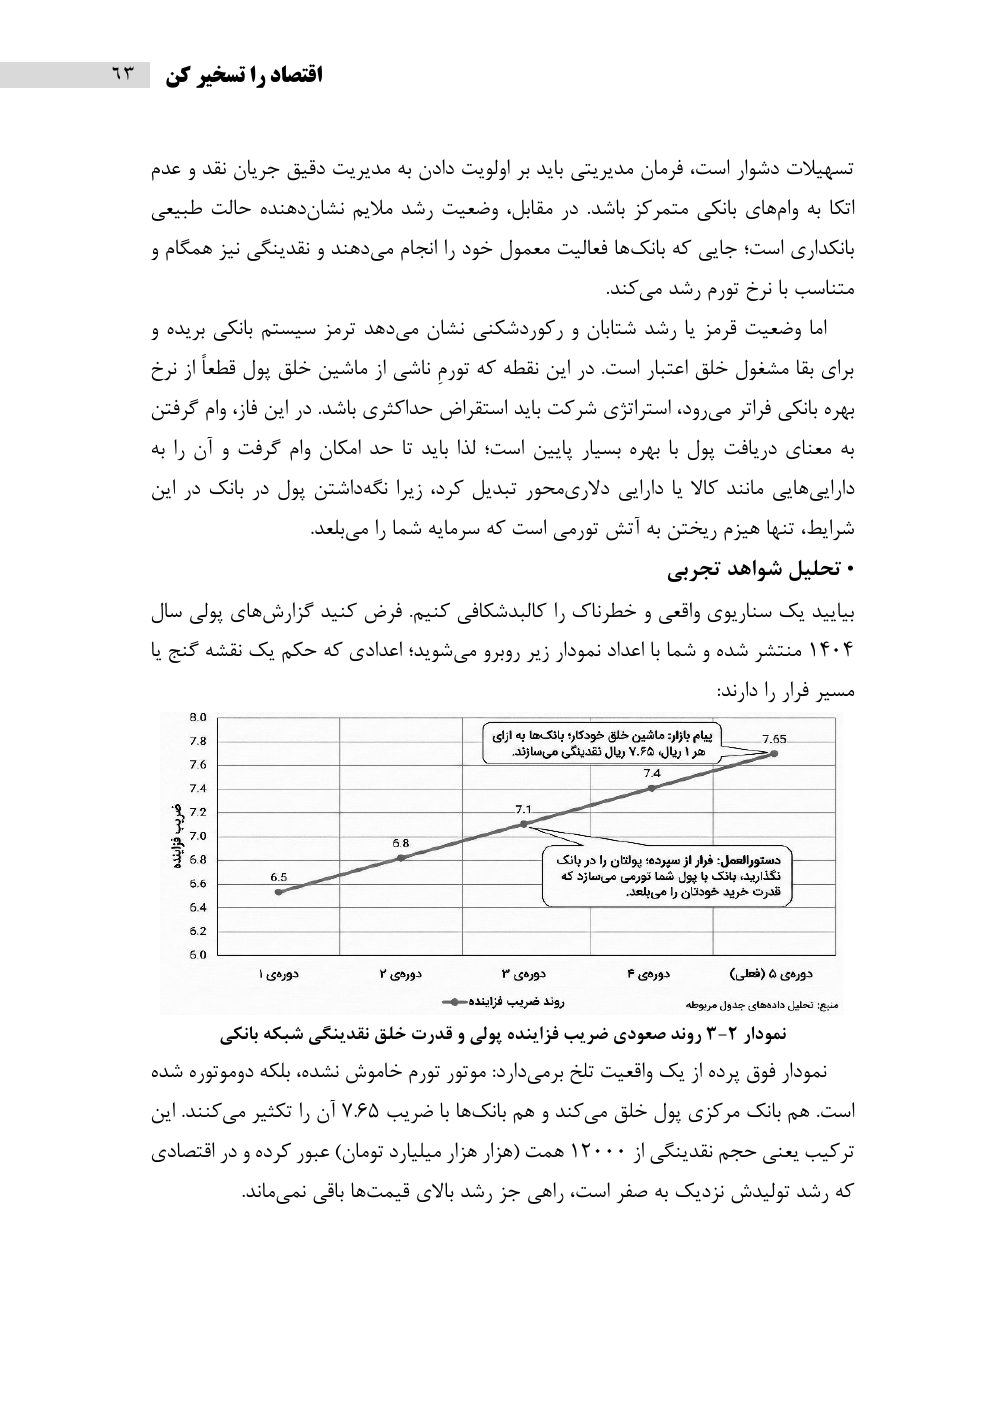 اقتصاد را تسخیر کن ۶۳
تسهیلات دشوار است، فرمان مدیریتی باید بر اولویت دادن به مدیریت دقیق جریان نقد و عدم
اتکا به وام‌های بانکی متمرکز باشد. در مقابل، وضعیت رشد ملایم نشان‌دهنده حالت طبیعی
بانکداری است؛ جایی که بانک‌ها فعالیت معمول خود را انجام می‌دهند و نقدینگی نیز همگام و
متناسب با نرخ تورم رشد می‌کند.
اما وضعیت قرمز یا رشد شتابان و رکوردشکنی نشان می‌دهد ترمز سیستم بانکی بریده و
برای بقا مشغول خلق اعتبار است. در این نقطه که تورمِ ناشی از ماشین خلق پول قطعاً از نرخ
بهره بانکی فراتر می‌رود، استراتژی شرکت باید استقراض حداکثری باشد. در این فاز، وام گرفتن
به معنای دریافت پول با بهره بسیار پایین است؛ لذا باید تا حد امکان وام گرفت و آن را به
دارایی‌هایی مانند کالا یا دارایی دلاری‌محور تبدیل کرد، زیرا نگه‌داشتن پول در بانک در این
شرایط، تنها هیزم ریختن به آتش تورمی است که سرمایه شما را می‌بلعد.
• تحلیل شواهد تجربی
بیایید یک سناریوی واقعی و خطرناک را کالبدشکافی کنیم. فرض کنید گزارش‌های پولی سال
۱۴۰۴ منتشر شده و شما با اعداد نمودار زیر روبرو می‌شوید؛ اعدادی که حکم یک نقشه گنج یا
مسیر فرار را دارند:
8.0
7.8
7.6
7.4
7.2
7.0
6.8
6.6
6.4
6.2
6.0
ضریب فزاینده
6.5
6.8
7.1
7.4
7.65
پیام بازار: ماشین خلق خودکار؛ بانک‌ها به ازای
هر ۱ ریال، ۷.۶۵ ریال نقدینگی می‌سازند.
دستورالعمل: فرار از سپرده؛ پولتان را در بانک
نگذارید، بانک با پول شما تورمی می‌سازد که
قدرت خرید خودتان را می‌بلعد.
دوره‌ی ۱
دوره‌ی ۲
دوره‌ی ۳
دوره‌ی ۴
دوره‌ی ۵ (فعلی)
روند ضریب فزاینده
منبع: تحلیل داده‌های جدول مربوطه
نمودار ۲-۳ روند صعودی ضریب فزاینده پولی و قدرت خلق نقدینگی شبکه بانکی
نمودار فوق پرده از یک واقعیت تلخ برمی‌دارد: موتور تورم خاموش نشده، بلکه دوموتوره شده
است. هم بانک مرکزی پول خلق می‌کند و هم بانک‌ها با ضریب ۷.۶۵ آن را تکثیر می‌کنند. این
ترکیب یعنی حجم نقدینگی از ۱۲۰۰۰ همت (هزار هزار میلیارد تومان) عبور کرده و در اقتصادی
که رشد تولیدش نزدیک به صفر است، راهی جز رشد بالای قیمت‌ها باقی نمی‌ماند.